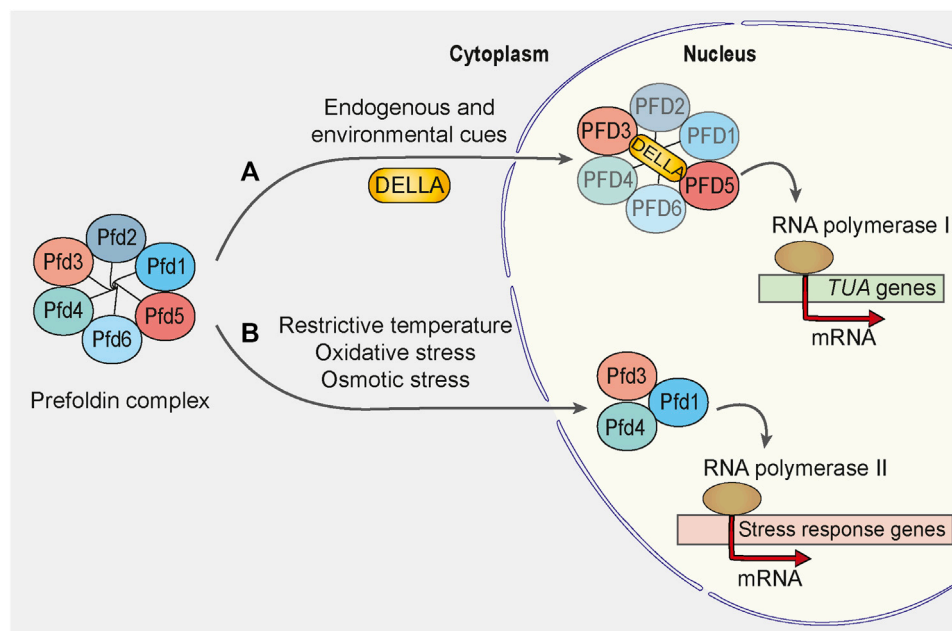 Cytoplasm
Nucleus
Endogenous and
environmental cues
A
DELLA
PFD2
PFD3
PFD1
DELLA
PFD4
PFD5
PFD6
RNA polymerase I
TUA genes
mRNA
Pfd2
Pfd3
Pfd1
Pfd4
Pfd5
Pfd6
Prefoldin complex
B
Restrictive temperature
Oxidative stress
Osmotic stress
Pfd3
Pfd1
Pfd4
RNA polymerase II
Stress response genes
mRNA